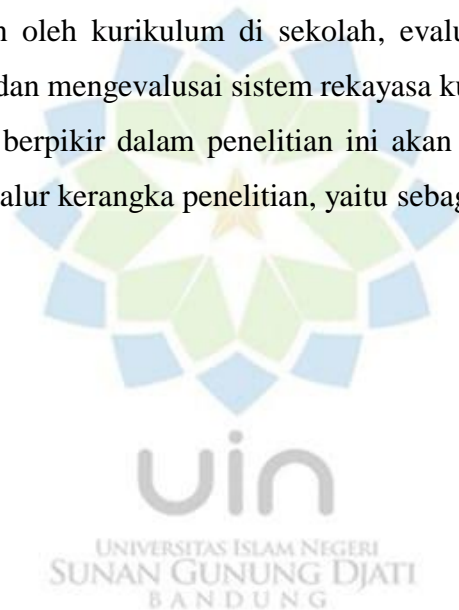 n oleh kurikulum di sekolah, evalu
dan mengevalusai sistem rekayasa ku
berpikir dalam penelitian ini akan
alur kerangka penelitian, yaitu sebag
uin
UNIVERSITAS ISLAM NEGERI
SUNAN GUNUNG DJATI
BANDUNG